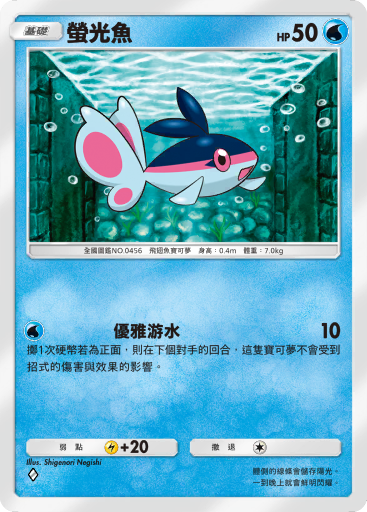 基礎 螢光魚 HP 50
全國圖鑑NO.0456 飛翅魚寶可夢 身高：0.4m 體重：7.0kg
優雅游水 10
擲1次硬幣若為正面，則在下個對手的回合，這隻寶可夢不會受到
招式的傷害與效果的影響。
弱點 +20 撤退
Illus. Shigenori Negishi
體側的線條會儲存陽光。
一到晚上就會鮮明閃耀。